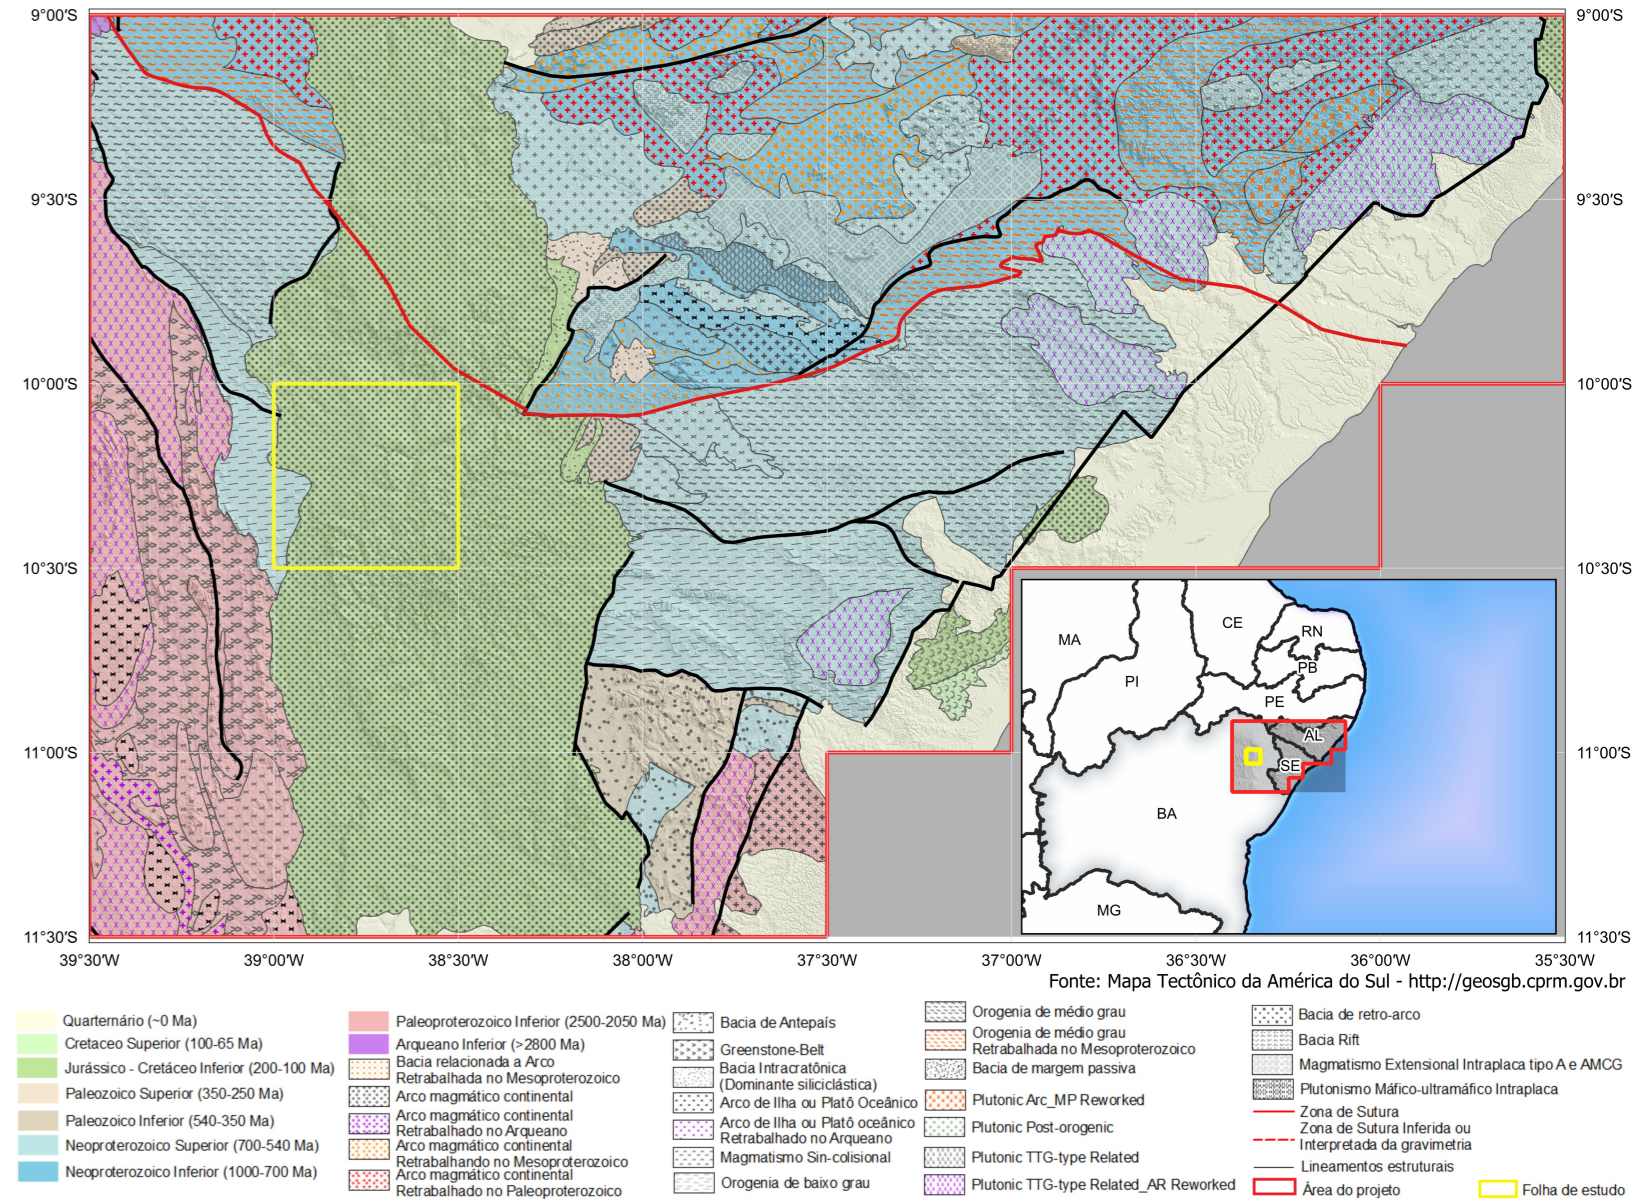 9°00'S
9°00'S
9°30'S
9°30'S
10°00'S
10°00'S
10°30'S
10°30'S
11°00'S
11°00'S
11°30'S
11°30'S
MA
CE
RN
PB
PI
PE
AL
SE
BA
MG
39°30'W
39°00'W
38°30'W
38°00'W
37°30'W
37°00'W
36°30'W
36°00'W
35°30'W
Fonte: Mapa Tectônico da América do Sul - http://geosgb.cprm.gov.br
Quarternário (~0 Ma)
Cretaceo Superior (100-65 Ma)
Jurássico - Cretáceo Inferior (200-100 Ma)
Paleozoico Superior (350-250 Ma)
Paleozoico Inferior (540-350 Ma)
Neoproterozoico Superior (700-540 Ma)
Neoproterozoico Inferior (1000-700 Ma)
Paleoproterozoico Inferior (2500-2050 Ma)
Arqueano Inferior (>2800 Ma)
Bacia relacionada a Arco
Retrabalhada no Mesoproterozoico
Arco magmático continental
Arco magmático continental
Retrabalhado no Arqueano
Arco magmático continental
Retrabalhando no Mesoproterozoico
Arco magmático continental
Retrabalhado no Paleoproterozoico
Bacia de Antepaís
Greenstone-Belt
Bacia Intracratônica
(Dominante siliciclástica)
Arco de Ilha ou Platô Oceânico
Arco de Ilha ou Platô oceânico
Retrabalhado no Arqueano
Magmatismo Sin-colisional
Orogenia de baixo grau
Orogenia de médio grau
Orogenia de médio grau
Retrabalhada no Mesoproterozoico
Bacia de margem passiva
Plutonic Arc_MP Reworked
Plutonic Post-orogenic
Plutonic TTG-type Related
Plutonic TTG-type Related_AR Reworked
Bacia de retro-arco
Bacia Rift
Magmatismo Extensional Intraplaca tipo A e AMCG
Plutonismo Máfico-ultramáfico Intraplaca
Zona de Sutura
Zona de Sutura Inferida ou
Interpretada da gravimetria
Lineamentos estruturais
Área do projeto
Folha de estudo